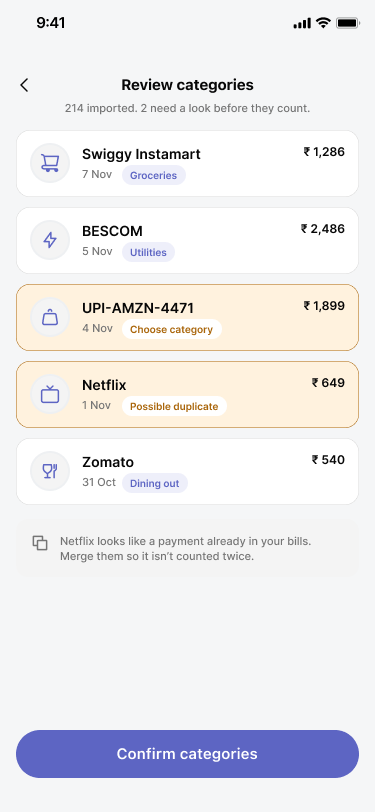 9:41
Review categories
214 imported. 2 need a look before they count.
Swiggy Instamart
₹ 1,286
7 Nov
Groceries
BESCOM
₹ 2,486
5 Nov
Utilities
UPI-AMZN-4471
₹ 1,899
4 Nov
Choose category
Netflix
₹ 649
1 Nov
Possible duplicate
Zomato
₹ 540
31 Oct
Dining out
Netflix looks like a payment already in your bills.
Merge them so it isn’t counted twice.
Confirm categories